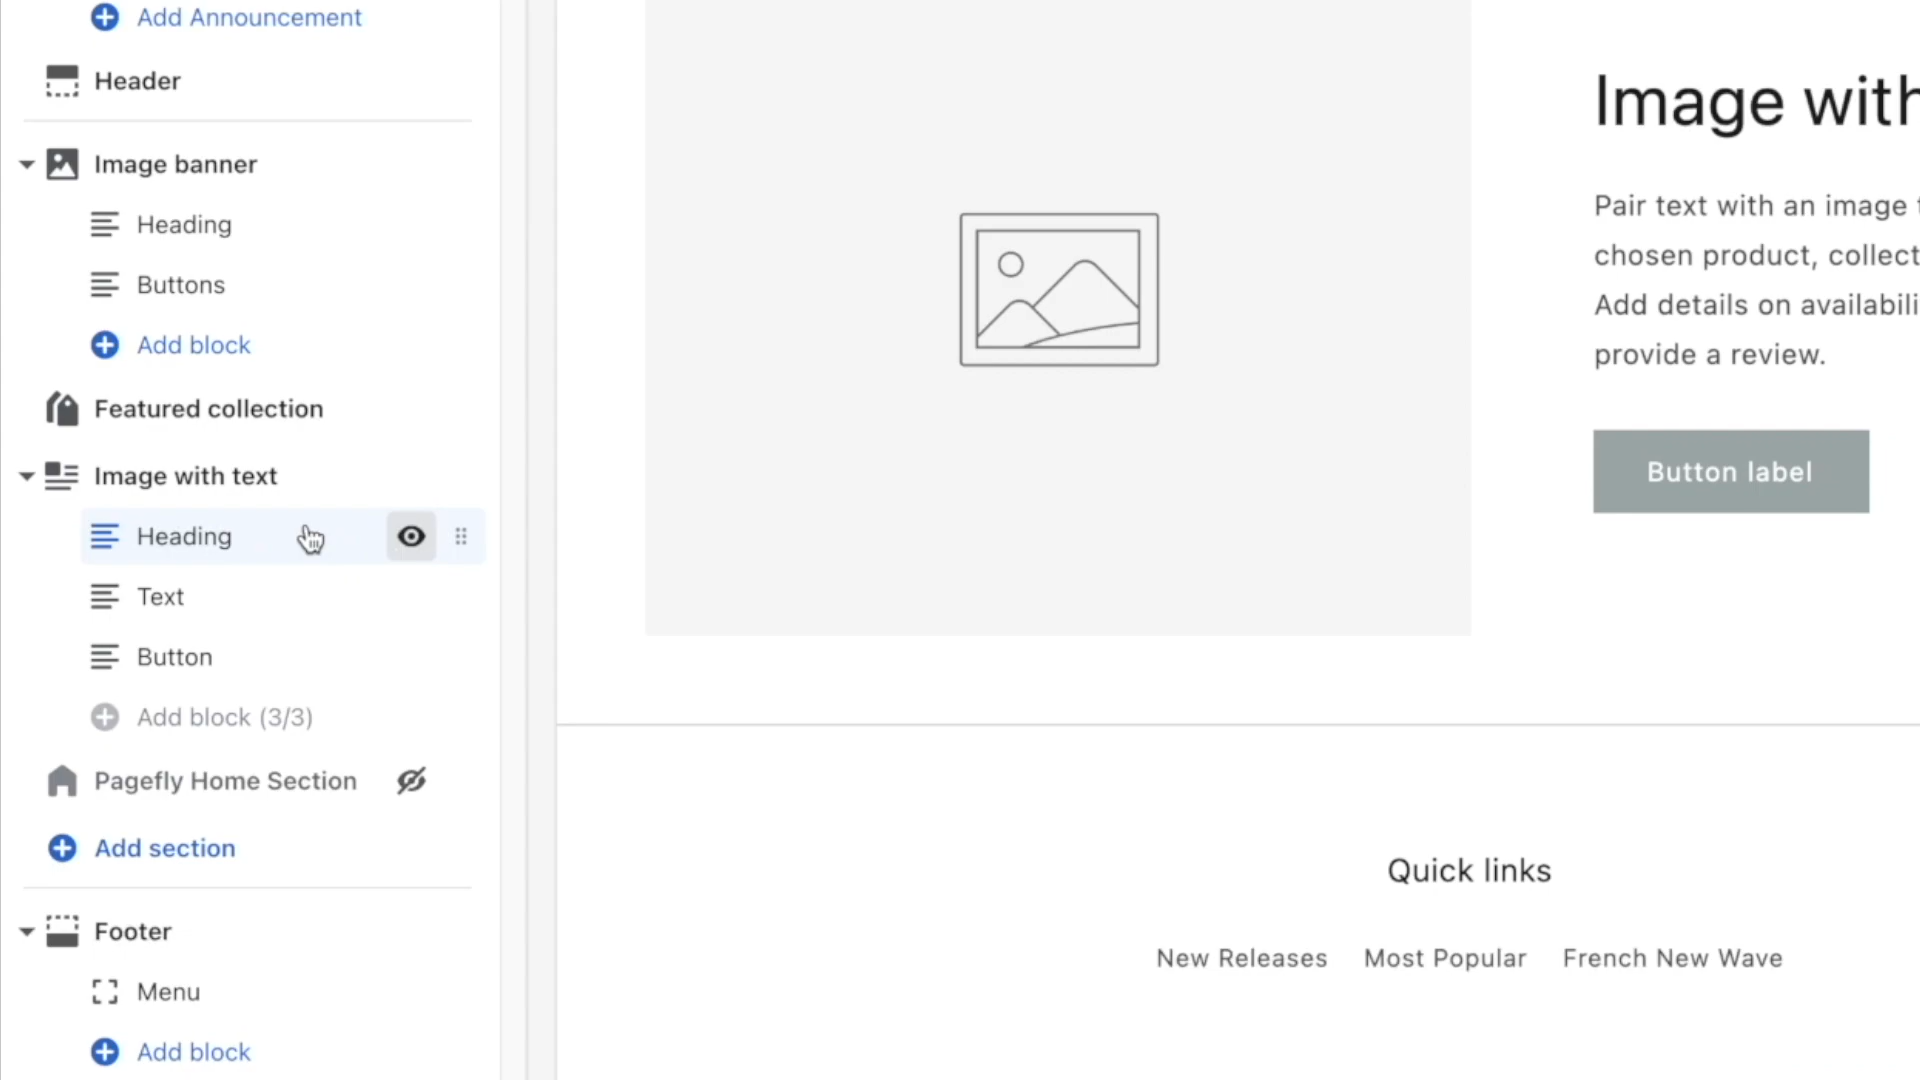 Add Announcement
Header
Image banner
Heading
Buttons
Add block
Featured collection
Image with text
Heading
Text
Button
Add block (3/3)
Pagefly Home Section
Add section
Footer
Menu
Add block
Image with
Pair text with an image
chosen product, collect
Add details on availabili
provide a review.
Button label
Quick links
New Releases Most Popular French New Wave